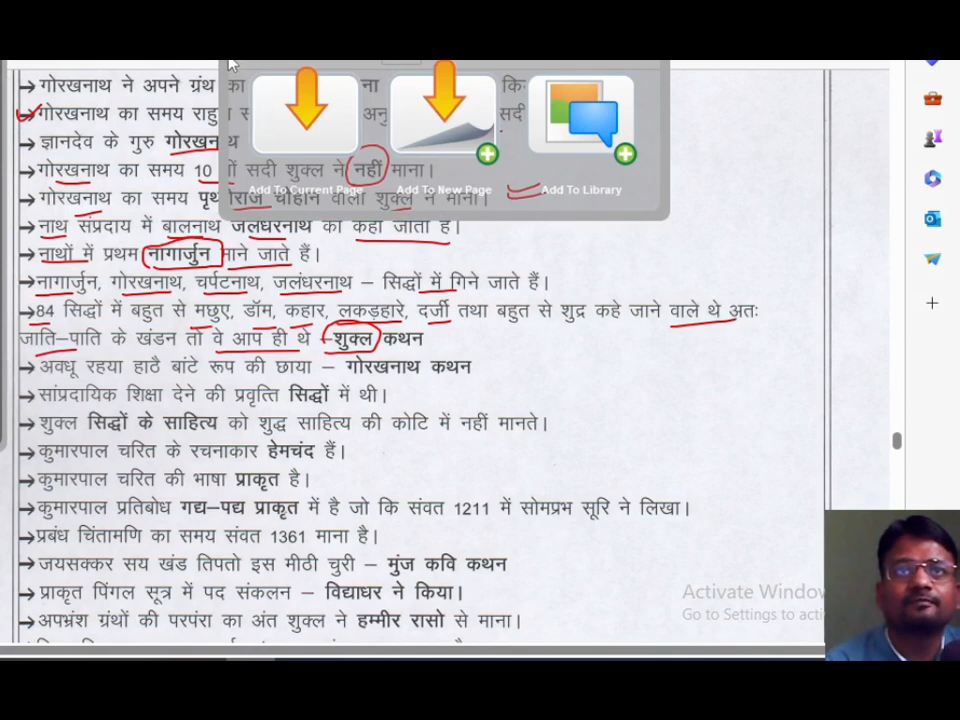 गोरखनाथ ने अपने ग्रंथ का
गोरखनाथ का समय राहु
ज्ञानदेव के गुरु गोरखनाथ
गोरखनाथ का समय 10 वीं सदी शुक्ल ने नहीं माना।
गोरखनाथ का समय पृथ्वीराज चौहान वाला शुक्ल ने माना।
Add To Current Page Add To New Page Add To Library
नाथ संप्रदाय में बालनाथ जलंधरनाथ को कहा जाता है।
नाथों में प्रथम नागार्जुन माने जाते हैं।
नागार्जुन, गोरखनाथ, चर्पटनाथ, जलंधरनाथ – सिद्धों में गिने जाते हैं।
84 सिद्धों में बहुत से मछुए, डॉम, कहार, लकड़हारे, दर्जी तथा बहुत से शुद्र कहे जाने वाले थे अतः
जाति–पाति के खंडन तो वे आप ही थे –शुक्ल कथन
अवधू रहया हाठै बांटे रूप की छाया – गोरखनाथ कथन
सांप्रदायिक शिक्षा देने की प्रवृत्ति सिद्धों में थी।
शुक्ल सिद्धों के साहित्य को शुद्ध साहित्य की कोटि में नहीं मानते।
कुमारपाल चरित के रचनाकार हेमचंद हैं।
कुमारपाल चरित की भाषा प्राकृत है।
कुमारपाल प्रतिबोध गद्य–पद्य प्राकृत में है जो कि संवत 1211 में सोमप्रभ सूरि ने लिखा।
प्रबंध चिंतामणि का समय संवत 1361 माना है।
जयसक्कर सय खंड तिपतो इस मीठी चुरी – मुंज कवि कथन
प्राकृत पिंगल सूत्र में पद संकलन – विद्याधर ने किया।
Activate Window
Go to Settings to acti
अपभ्रंश ग्रंथों की परपंरा का अंत शुक्ल ने हम्मीर रासो से माना।